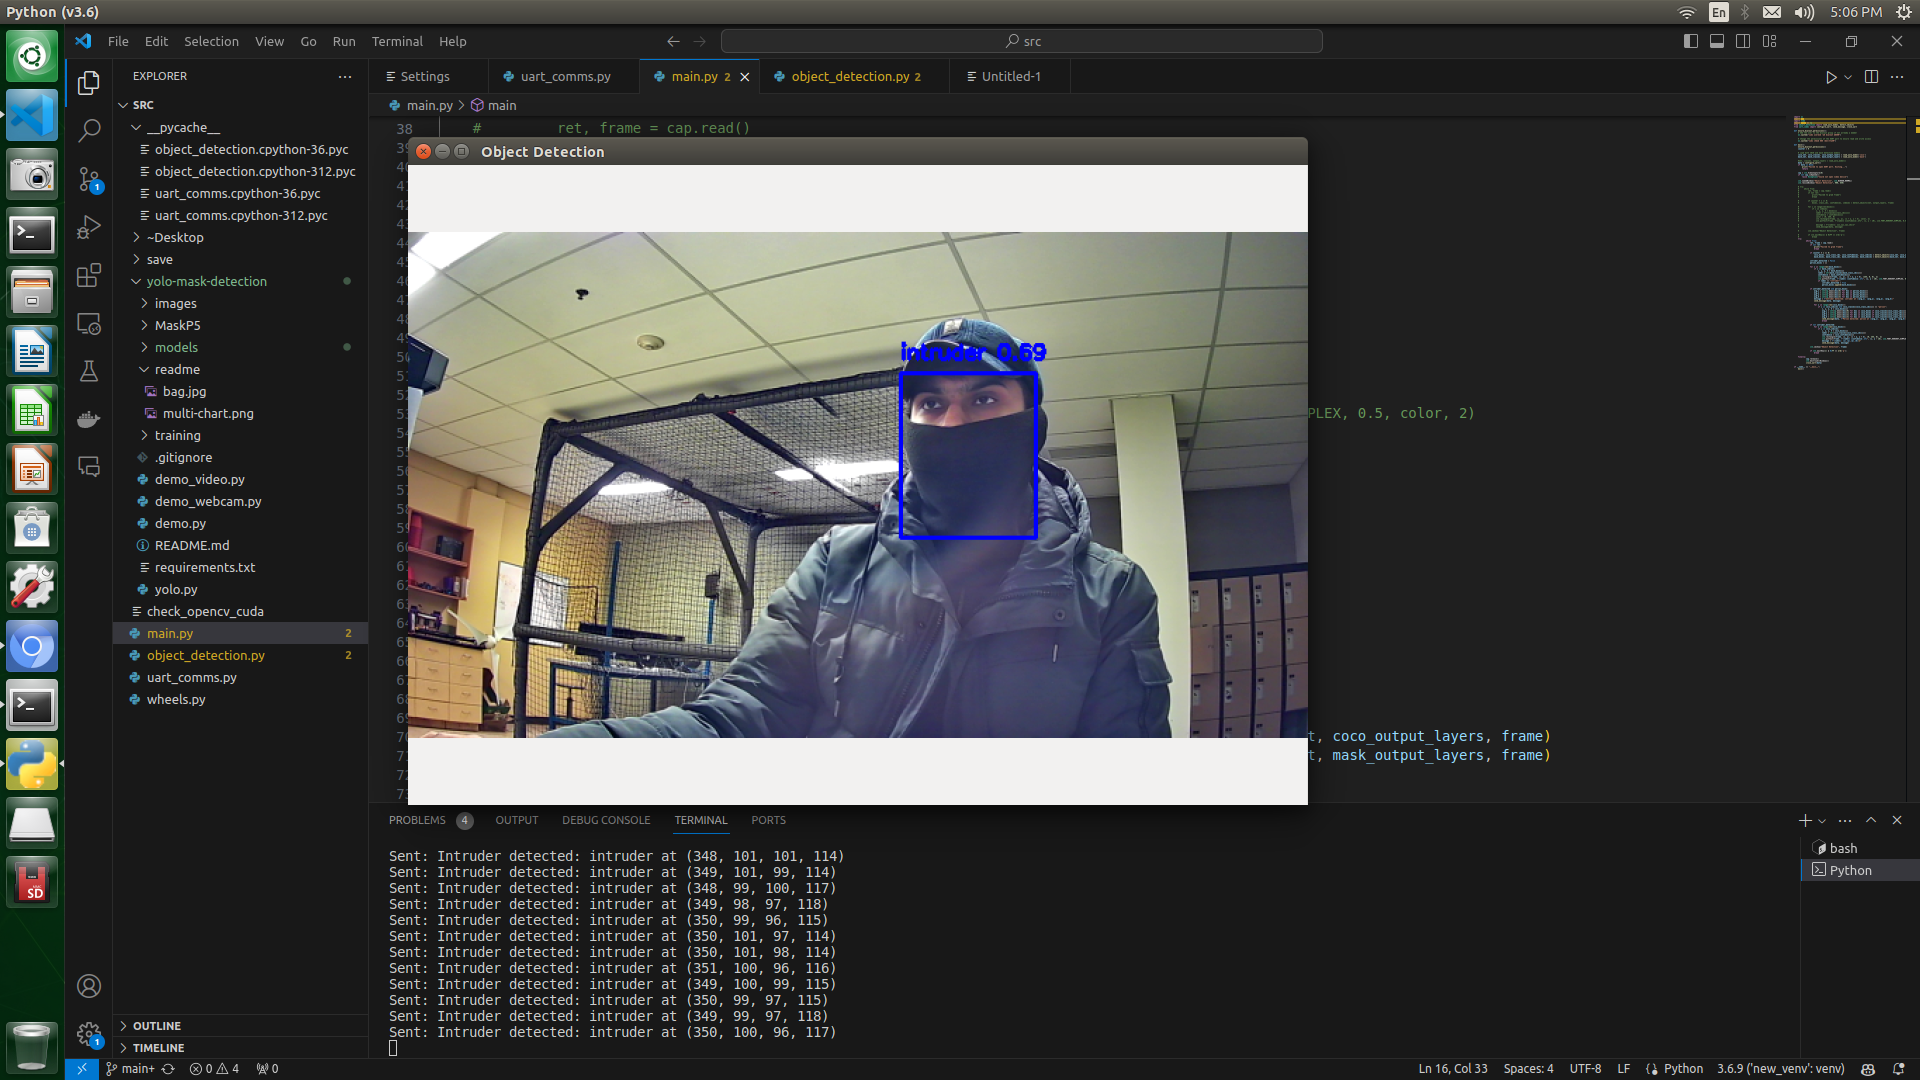 Python (v3.6)
En
5:06 PM
File Edit Selection View Go Run Terminal Help
src
EXPLORER
Settings
uart_comms.py
main.py 2
object_detection.py 2
Untitled-1
main.py > main
SRC
__pycache__
object_detection.cpython-36.pyc
object_detection.cpython-312.pyc
uart_comms.cpython-36.pyc
uart_comms.cpython-312.pyc
~Desktop
save
yolo-mask-detection
images
MaskP5
models
readme
bag.jpg
multi-chart.png
training
.gitignore
demo_video.py
demo_webcam.py
demo.py
README.md
requirements.txt
yolo.py
check_opencv_cuda
main.py 2
object_detection.py 2
uart_comms.py
wheels.py
OUTLINE
TIMELINE
38 # ret, frame = cap.read()
Object Detection
intruder 0.69
PLEX, 0.5, color, 2)
t, coco_output_layers, frame)
t, mask_output_layers, frame)
PROBLEMS 4 OUTPUT DEBUG CONSOLE TERMINAL PORTS
bash
Python
Sent: Intruder detected: intruder at (348, 101, 101, 114)
Sent: Intruder detected: intruder at (349, 101, 99, 114)
Sent: Intruder detected: intruder at (348, 99, 100, 117)
Sent: Intruder detected: intruder at (349, 98, 97, 118)
Sent: Intruder detected: intruder at (350, 99, 96, 115)
Sent: Intruder detected: intruder at (350, 101, 97, 114)
Sent: Intruder detected: intruder at (350, 101, 98, 114)
Sent: Intruder detected: intruder at (351, 100, 96, 116)
Sent: Intruder detected: intruder at (349, 100, 99, 115)
Sent: Intruder detected: intruder at (350, 99, 97, 115)
Sent: Intruder detected: intruder at (349, 99, 97, 118)
Sent: Intruder detected: intruder at (350, 100, 96, 117)
main+ 0 4 0
Ln 16, Col 33 Spaces: 4 UTF-8 LF Python 3.6.9 ('new_venv': venv)
SD